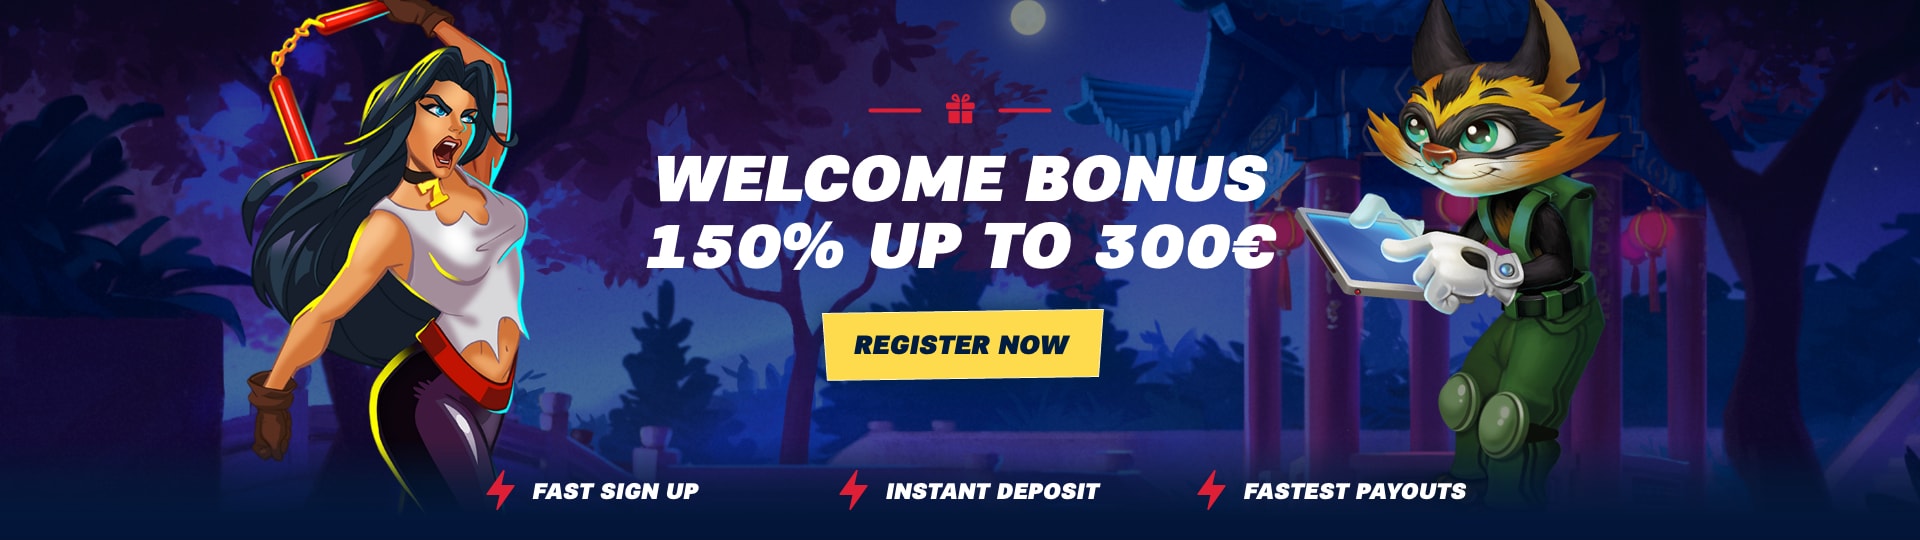 WELCOME BONUS
150% UP TO 300€
REGISTER NOW
FAST SIGN UP
INSTANT DEPOSIT
FASTEST PAYOUTS